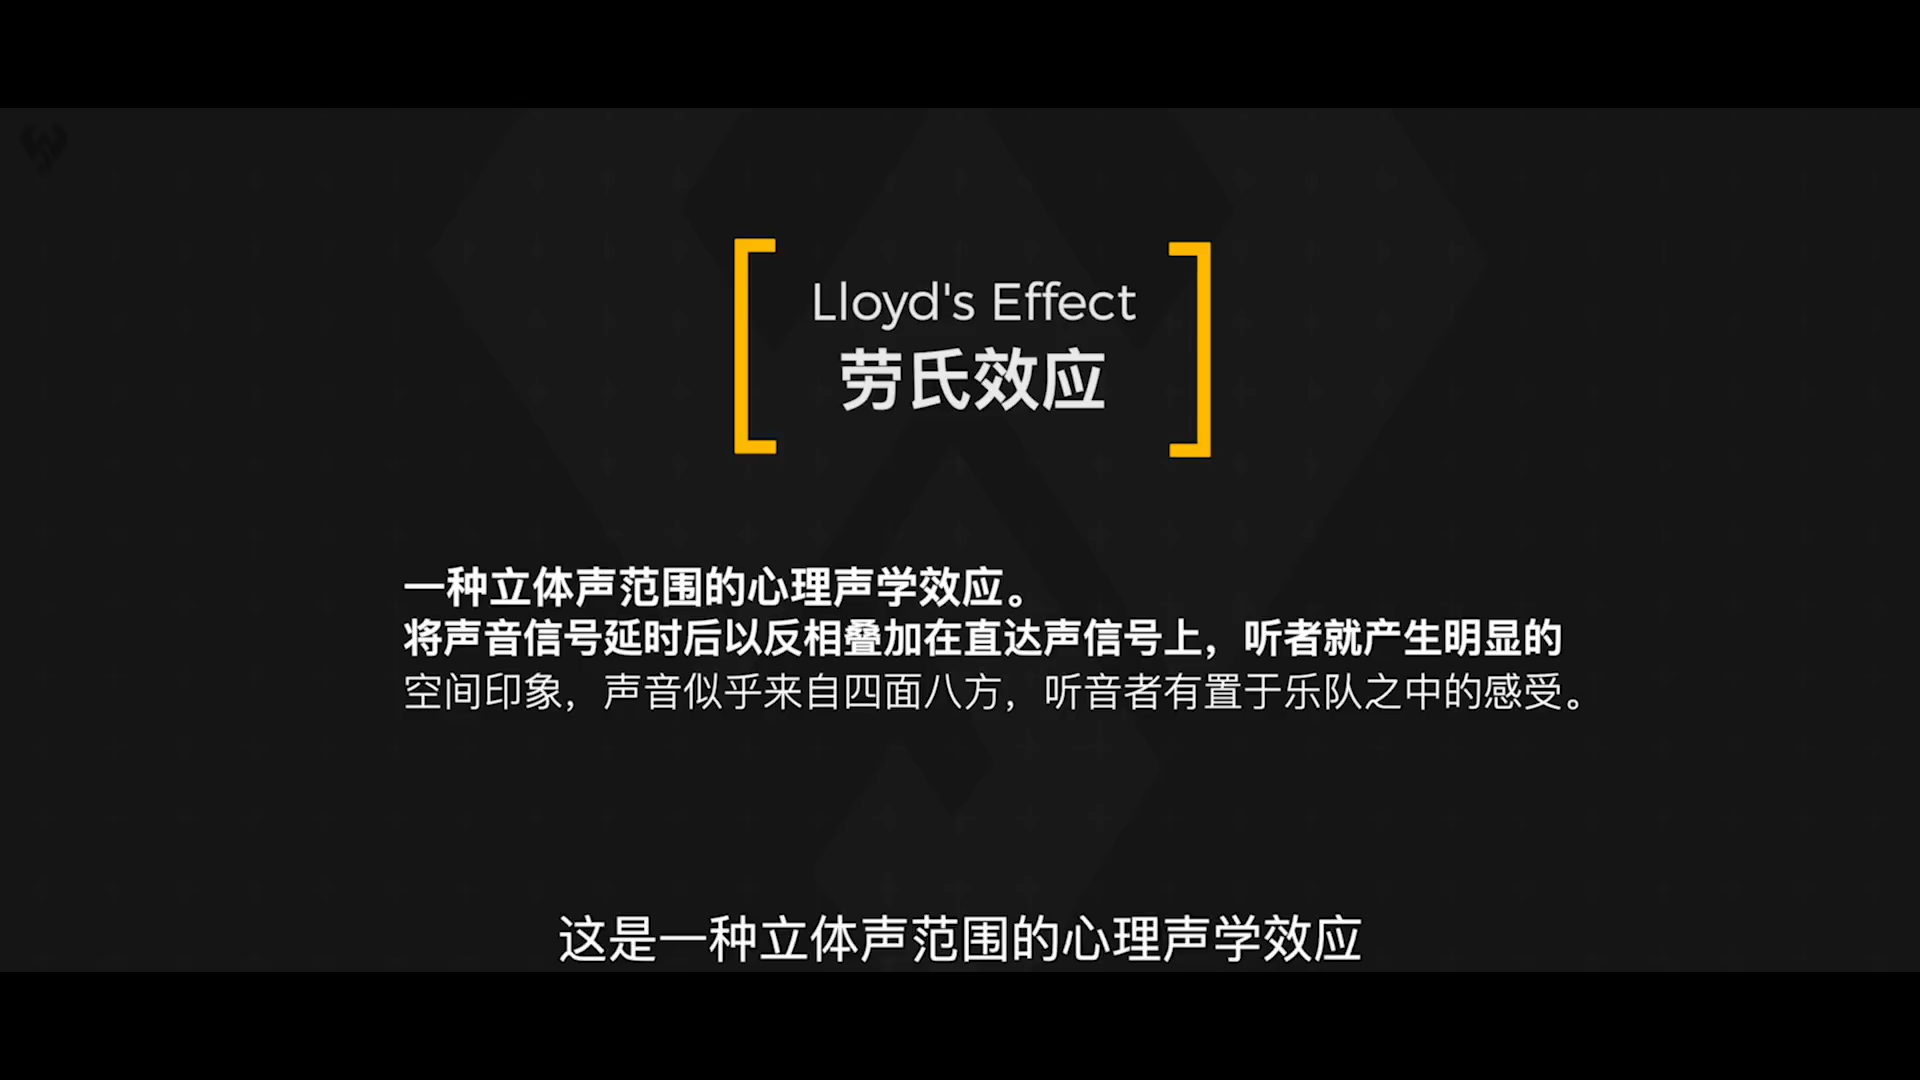 Lloyd's Effect
劳氏效应
一种立体声范围的心理声学效应。
将声音信号延时后以反相叠加在直达声信号上，听者就产生明显的
空间印象，声音似乎来自四面八方，听音者有置于乐队之中的感受。
这是一种立体声范围的心理声学效应